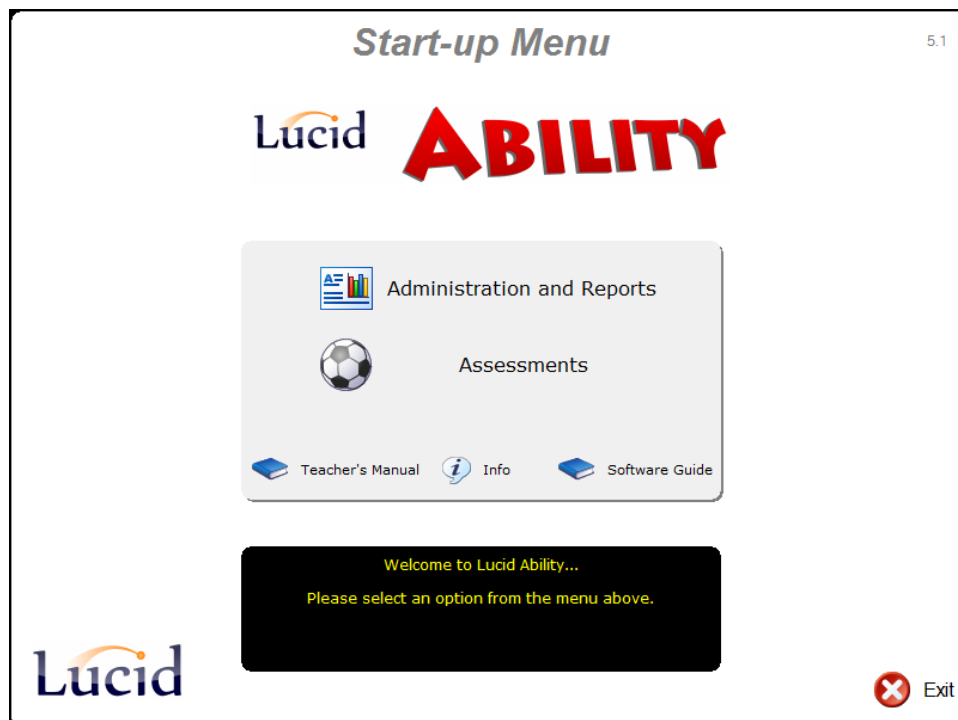 Start-up Menu
5.1
Lucid ABILITY
Administration and Reports
Assessments
Teacher's Manual
Info
Software Guide
Welcome to Lucid Ability...
Please select an option from the menu above.
Lucid
Exit